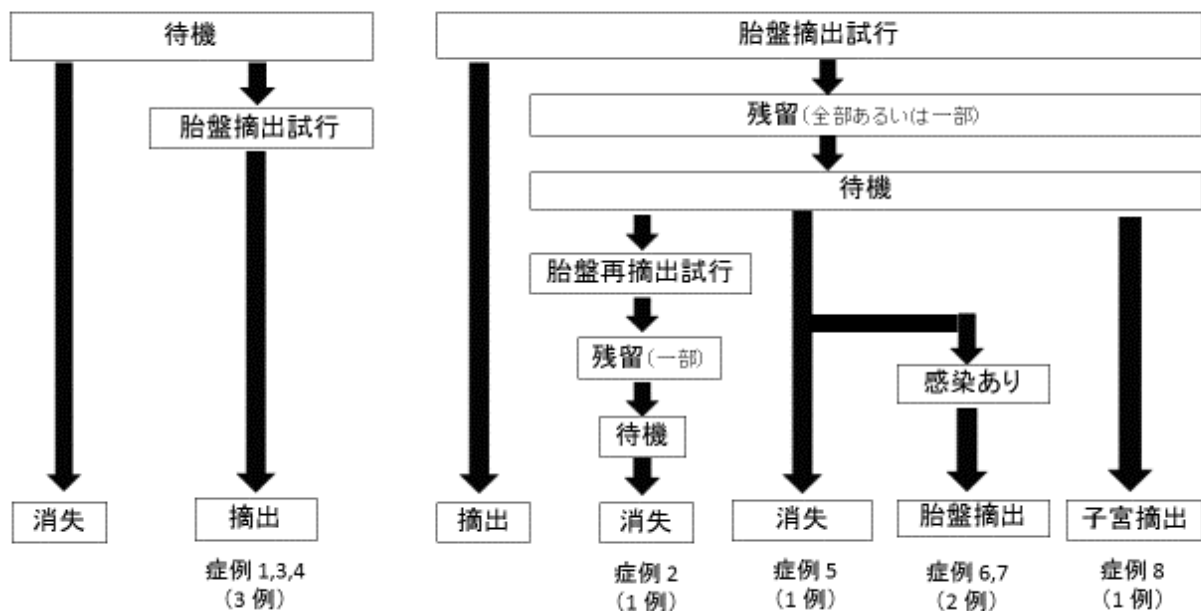 待機
胎盤摘出試行
胎盤摘出試行
残留(全部あるいは一部)
待機
胎盤再摘出試行
残留(一部)
感染あり
待機
消失
摘出
摘出
消失
消失
胎盤摘出
子宮摘出
症例 1,3,4
(3 例)
症例 2
(1 例)
症例 5
(1 例)
症例 6,7
(2 例)
症例 8
(1 例)